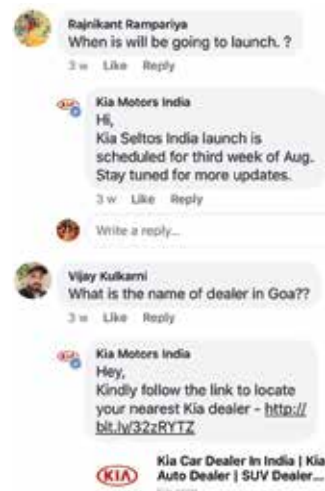 Rajnikant Rampariya
When is will be going to launch. ?
3 w Like Reply
Kia Motors India
Hi,
Kia Seltos India launch is
scheduled for third week of Aug.
Stay tuned for more updates.
3 w Like Reply
Write a reply...
Vijay Kulkarni
What is the name of dealer in Goa??
3 w Like Reply
Kia Motors India
Hey,
Kindly follow the link to locate
your nearest Kia dealer - http://
bit.ly/32zRYTZ
KIA
Kia Car Dealer In India | Kia
Auto Dealer | SUV Dealer...